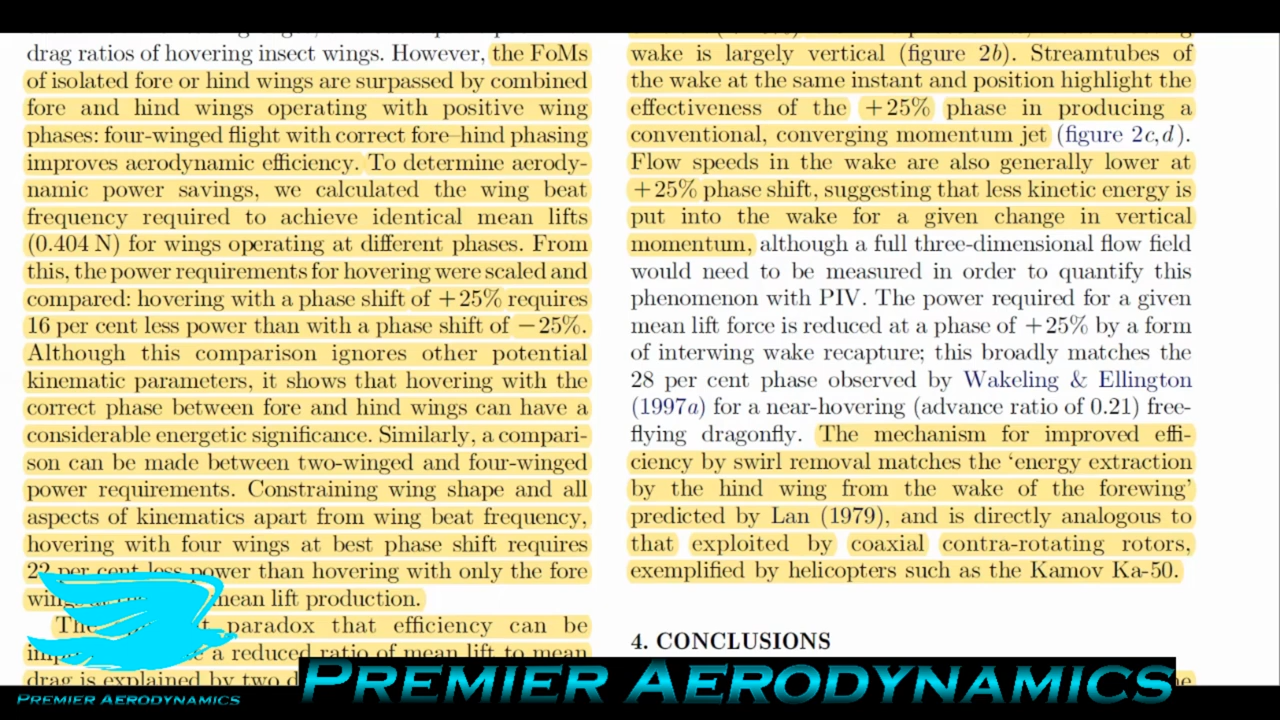 drag ratios of hovering insect wings. However, the FoMs
of isolated fore or hind wings are surpassed by combined
fore and hind wings operating with positive wing
phases: four-winged flight with correct fore–hind phasing
improves aerodynamic efficiency. To determine aerody-
namic power savings, we calculated the wing beat
frequency required to achieve identical mean lifts
(0.404 N) for wings operating at different phases. From
this, the power requirements for hovering were scaled and
compared: hovering with a phase shift of +25% requires
16 per cent less power than with a phase shift of −25%.
Although this comparison ignores other potential
kinematic parameters, it shows that hovering with the
correct phase between fore and hind wings can have a
considerable energetic significance. Similarly, a compari-
son can be made between two-winged and four-winged
power requirements. Constraining wing shape and all
aspects of kinematics apart from wing beat frequency,
hovering with four wings at best phase shift requires
22 per cent less power than hovering with only the fore
mean lift production.
paradox that efficiency can be
a reduced ratio of mean lift to mean
drag is explained by two
wake is largely vertical (figure 2b). Streamtubes of
the wake at the same instant and position highlight the
effectiveness of the +25% phase in producing a
conventional, converging momentum jet (figure 2c,d).
Flow speeds in the wake are also generally lower at
+25% phase shift, suggesting that less kinetic energy is
put into the wake for a given change in vertical
momentum, although a full three-dimensional flow field
would need to be measured in order to quantify this
phenomenon with PIV. The power required for a given
mean lift force is reduced at a phase of +25% by a form
of interwing wake recapture; this broadly matches the
28 per cent phase observed by Wakeling & Ellington
(1997a) for a near-hovering (advance ratio of 0.21) free-
flying dragonfly. The mechanism for improved effi-
ciency by swirl removal matches the ‘energy extraction
by the hind wing from the wake of the forewing’
predicted by Lan (1979), and is directly analogous to
that exploited by coaxial contra-rotating rotors,
exemplified by helicopters such as the Kamov Ka-50.
4. CONCLUSIONS
PREMIER AERODYNAMICS
PREMIER AERODYNAMICS